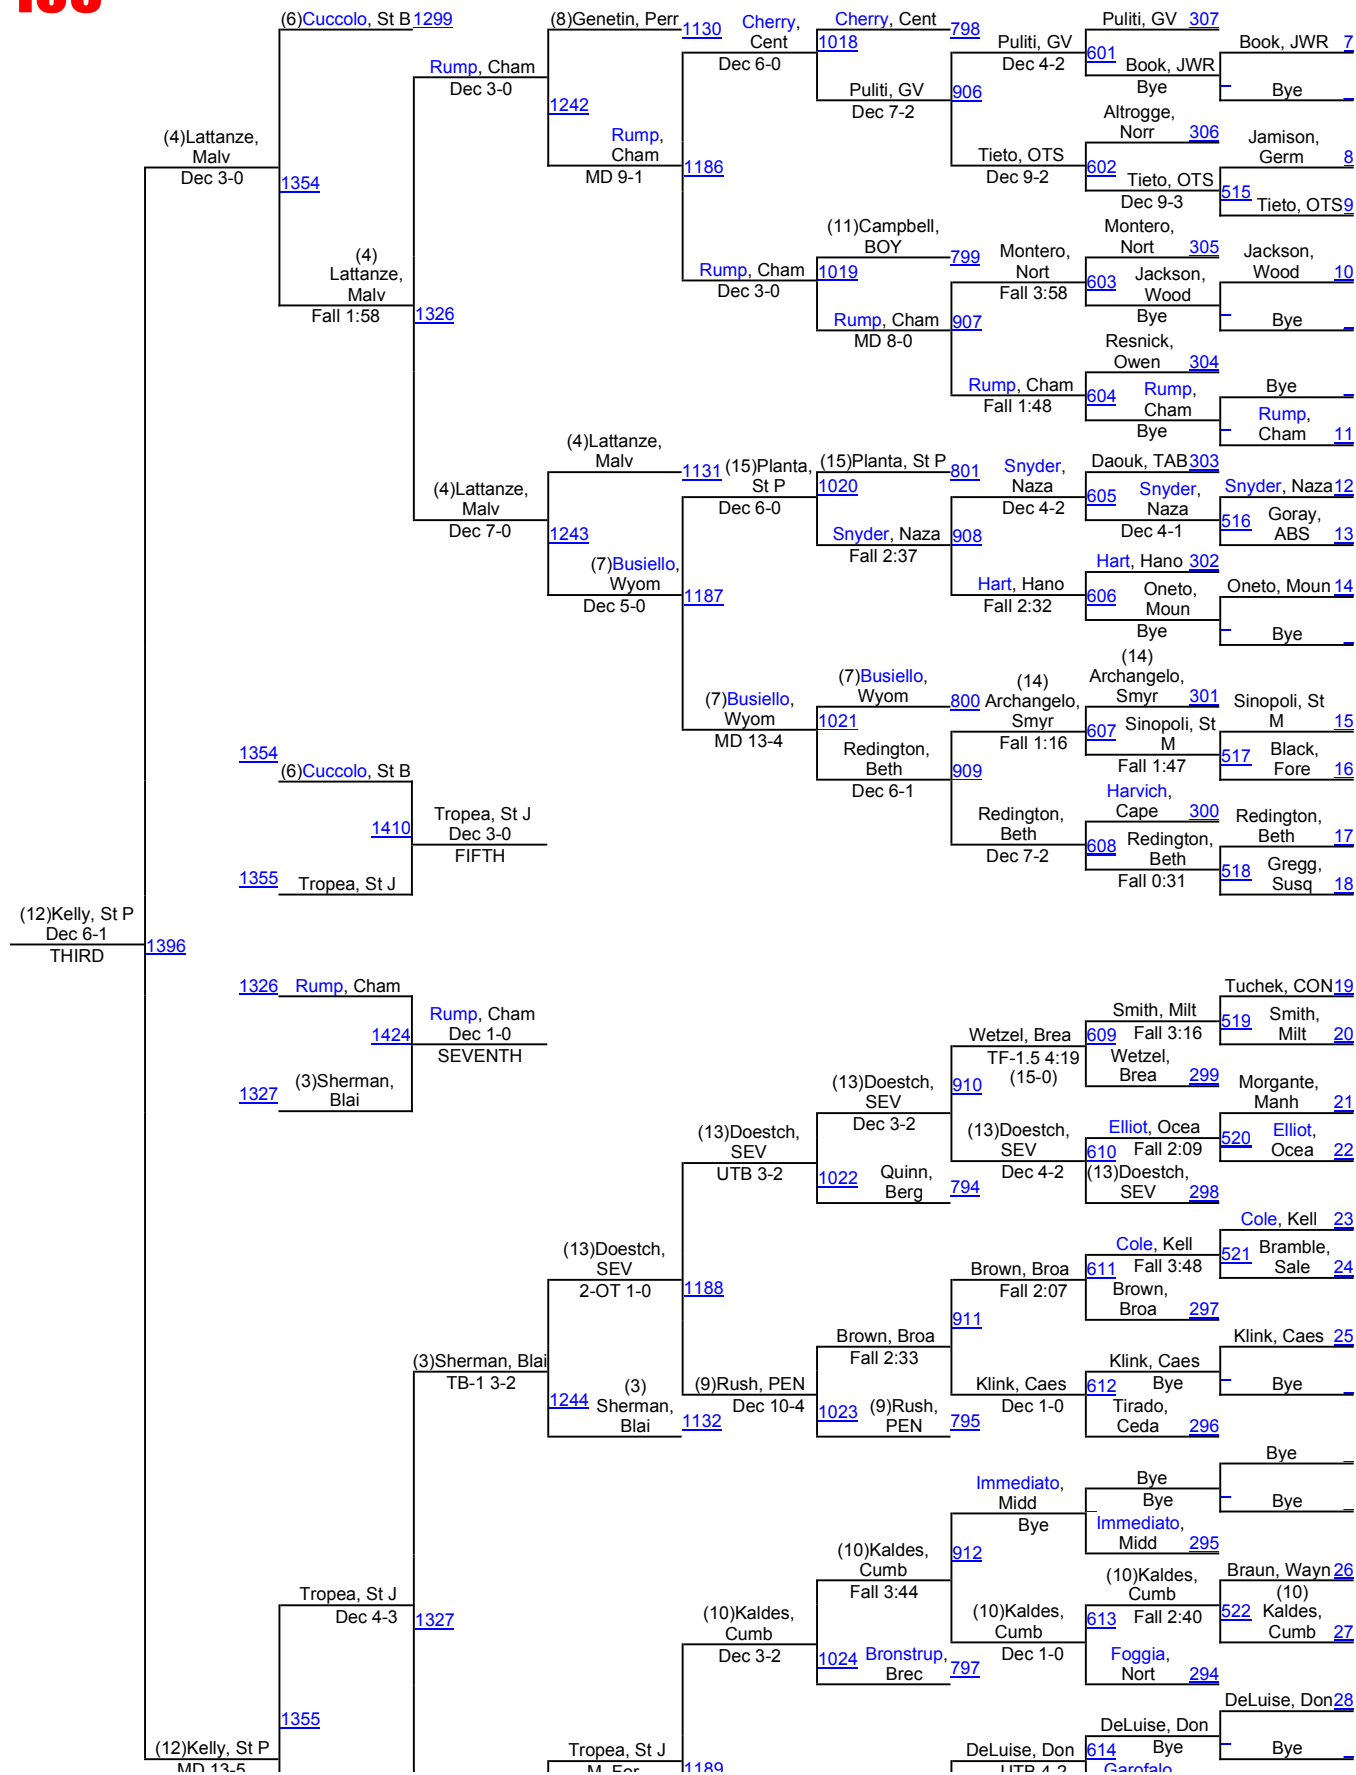 (6)Cuccolo, St B 1299
(8)Genetin, Perr 1130
Cherry,
Cent
Dec 6-0
Cherry, Cent 798
1018
Puliti, GV
Dec 7-2
Puliti, GV
Dec 4-2
906
Puliti, GV 307
601
Book, JWR
Bye
Book, JWR 7
Bye
Rump, Cham
Dec 3-0
1242
Rump,
Cham
MD 9-1
1186
Altrogge,
Norr 306
Jamison,
Germ 8
Tieto, OTS
Dec 9-2
602
Tieto, OTS
Dec 9-3
515
Tieto, OTS 9
(4)Lattanze,
Malv
Dec 3-0
1354
(4)
Lattanze,
Malv
Fall 1:58
1326
Rump, Cham
Dec 3-0
(11)Campbell,
BOY 799
1019
Rump, Cham
MD 8-0
Montero,
Nort
Fall 3:58
907
Montero,
Nort 305
603
Jackson,
Wood
Bye
Jackson,
Wood 10
Bye
Resnick,
Owen 304
Rump, Cham
Fall 1:48
604
Rump,
Cham
Bye
Bye
Rump,
Cham 11
(4)Lattanze,
Malv
Dec 7-0
(4)Lattanze,
Malv 1131
1243
(7)Busiello,
Wyom
Dec 5-0
1187
(15)Planta,
St P
Dec 6-0
(15)Planta, St P 801
1020
Snyder, Naza
Fall 2:37
Snyder,
Naza
Dec 4-2
908
Daouk, TAB 303
605
Snyder,
Naza
Dec 4-1
Snyder, Naza 12
516
Goray,
ABS 13
Hart, Hano
Fall 2:32
Hart, Hano 302
606
Oneto,
Moun
Bye
Oneto, Moun 14
Bye
(7)Busiello,
Wyom
MD 13-4
(7)Busiello,
Wyom 800
1021
Redington,
Beth
Dec 6-1
(14)
Archangelo,
Smyr
Fall 1:16
909
(14)
Archangelo,
Smyr 301
607
Sinopoli, St
M
Fall 1:47
Sinopoli, St
M 15
517
Black,
Fore 16
Redington,
Beth
Dec 7-2
Harvich,
Cape 300
608
Redington,
Beth
Fall 0:31
Redington,
Beth 17
518
Gregg,
Susq 18
1354
(6)Cuccolo, St B
1410
Tropea, St J
Dec 3-0
FIFTH
1355
Tropea, St J
(12)Kelly, St P
Dec 6-1
THIRD
1396
1326
Rump, Cham
1424
Rump, Cham
Dec 1-0
SEVENTH
1327
(3)Sherman,
Blai
Wetzel, Brea
TF-1.5 4:19
(15-0)
Smith, Milt
609
Fall 3:16
Wetzel,
Brea 299
Tuchek, CON 19
519
Smith,
Milt 20
(13)Doestch,
SEV
UTB 3-2
(13)Doestch,
SEV
Dec 3-2
1022
Quinn,
Berg 794
910
(13)Doestch,
SEV
Dec 4-2
Elliot, Ocea
610
Fall 2:09
(13)Doestch,
SEV 298
Morgante,
Manh 21
520
Elliot,
Ocea 22
(13)Doestch,
SEV
2-OT 1-0
1188
Brown, Broa
Fall 2:07
Cole, Kell
611
Fall 3:48
Brown,
Broa 297
Cole, Kell 23
521
Bramble,
Sale 24
(3)Sherman, Blai
TB-1 3-2
1244
(3)
Sherman,
Blai 1132
(9)Rush, PEN
Dec 10-4
Brown, Broa
Fall 2:33
1023
(9)Rush,
PEN 795
911
Klink, Caes
Dec 1-0
Klink, Caes
612
Bye
Tirado,
Ceda 296
Klink, Caes 25
Bye
Immediato,
Midd
Bye
Bye
Bye
Immediato,
Midd 295
Bye
Bye
Tropea, St J
Dec 4-3
1327
(10)Kaldes,
Cumb
Dec 3-2
(10)Kaldes,
Cumb
Fall 3:44
1024
Bronstrup,
Brec 797
912
(10)Kaldes,
Cumb
Dec 1-0
(10)Kaldes,
Cumb
613
Fall 2:40
Foggia,
Nort 294
Braun, Wayn 26
522
(10)
Kaldes,
Cumb 27
(12)Kelly, St P
MD 13-5
1355
Tropea, St J
M. For
1189
DeLuise, Don
UTB 4-2
DeLuise, Don
614
Bye
Garofalo,
DeLuise, Don 28
Bye